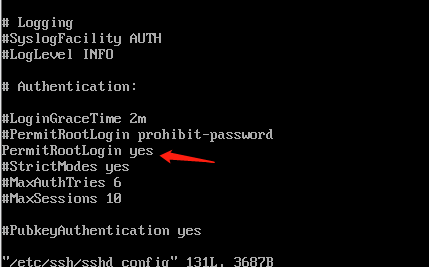 # Logging
#SyslogFacility AUTH
#LogLevel INFO
# Authentication:
#LoginGraceTime 2m
#PermitRootLogin prohibit-password
PermitRootLogin yes
#StrictModes yes
#MaxAuthTries 6
#MaxSessions 10
#PubkeyAuthentication yes
"/etc/ssh/sshd_config" 131L, 3687B